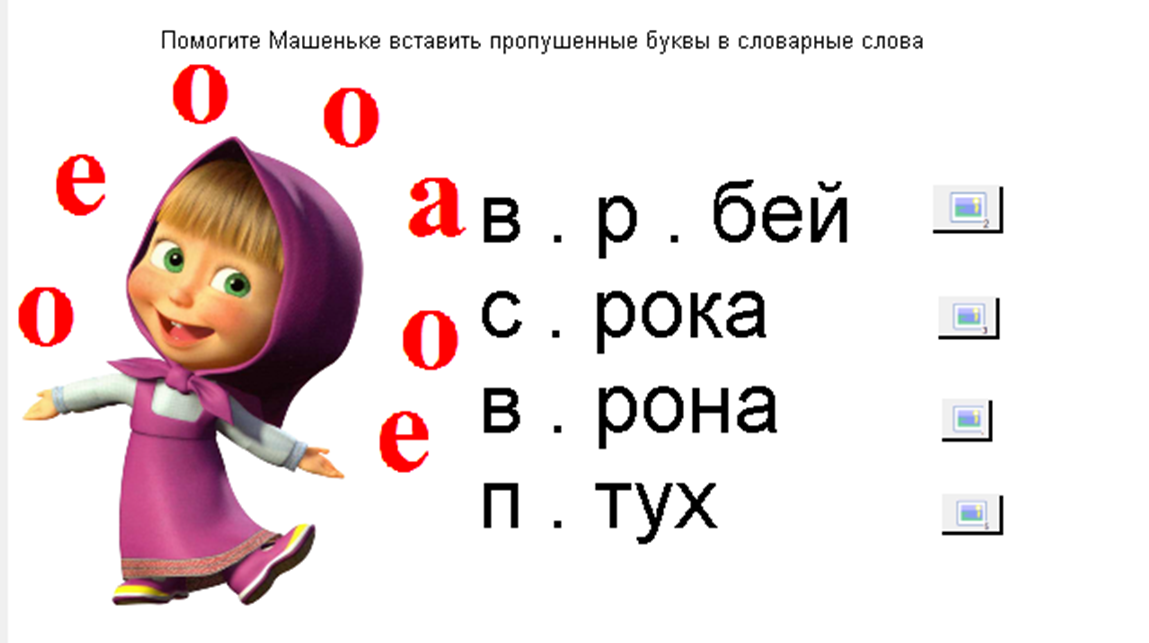 Помогите Машеньке вставить пропушенные буквы в словарные слова
о
о
е
а
в . р . бей
о
с . рока
о
в . рона
е
п . тух